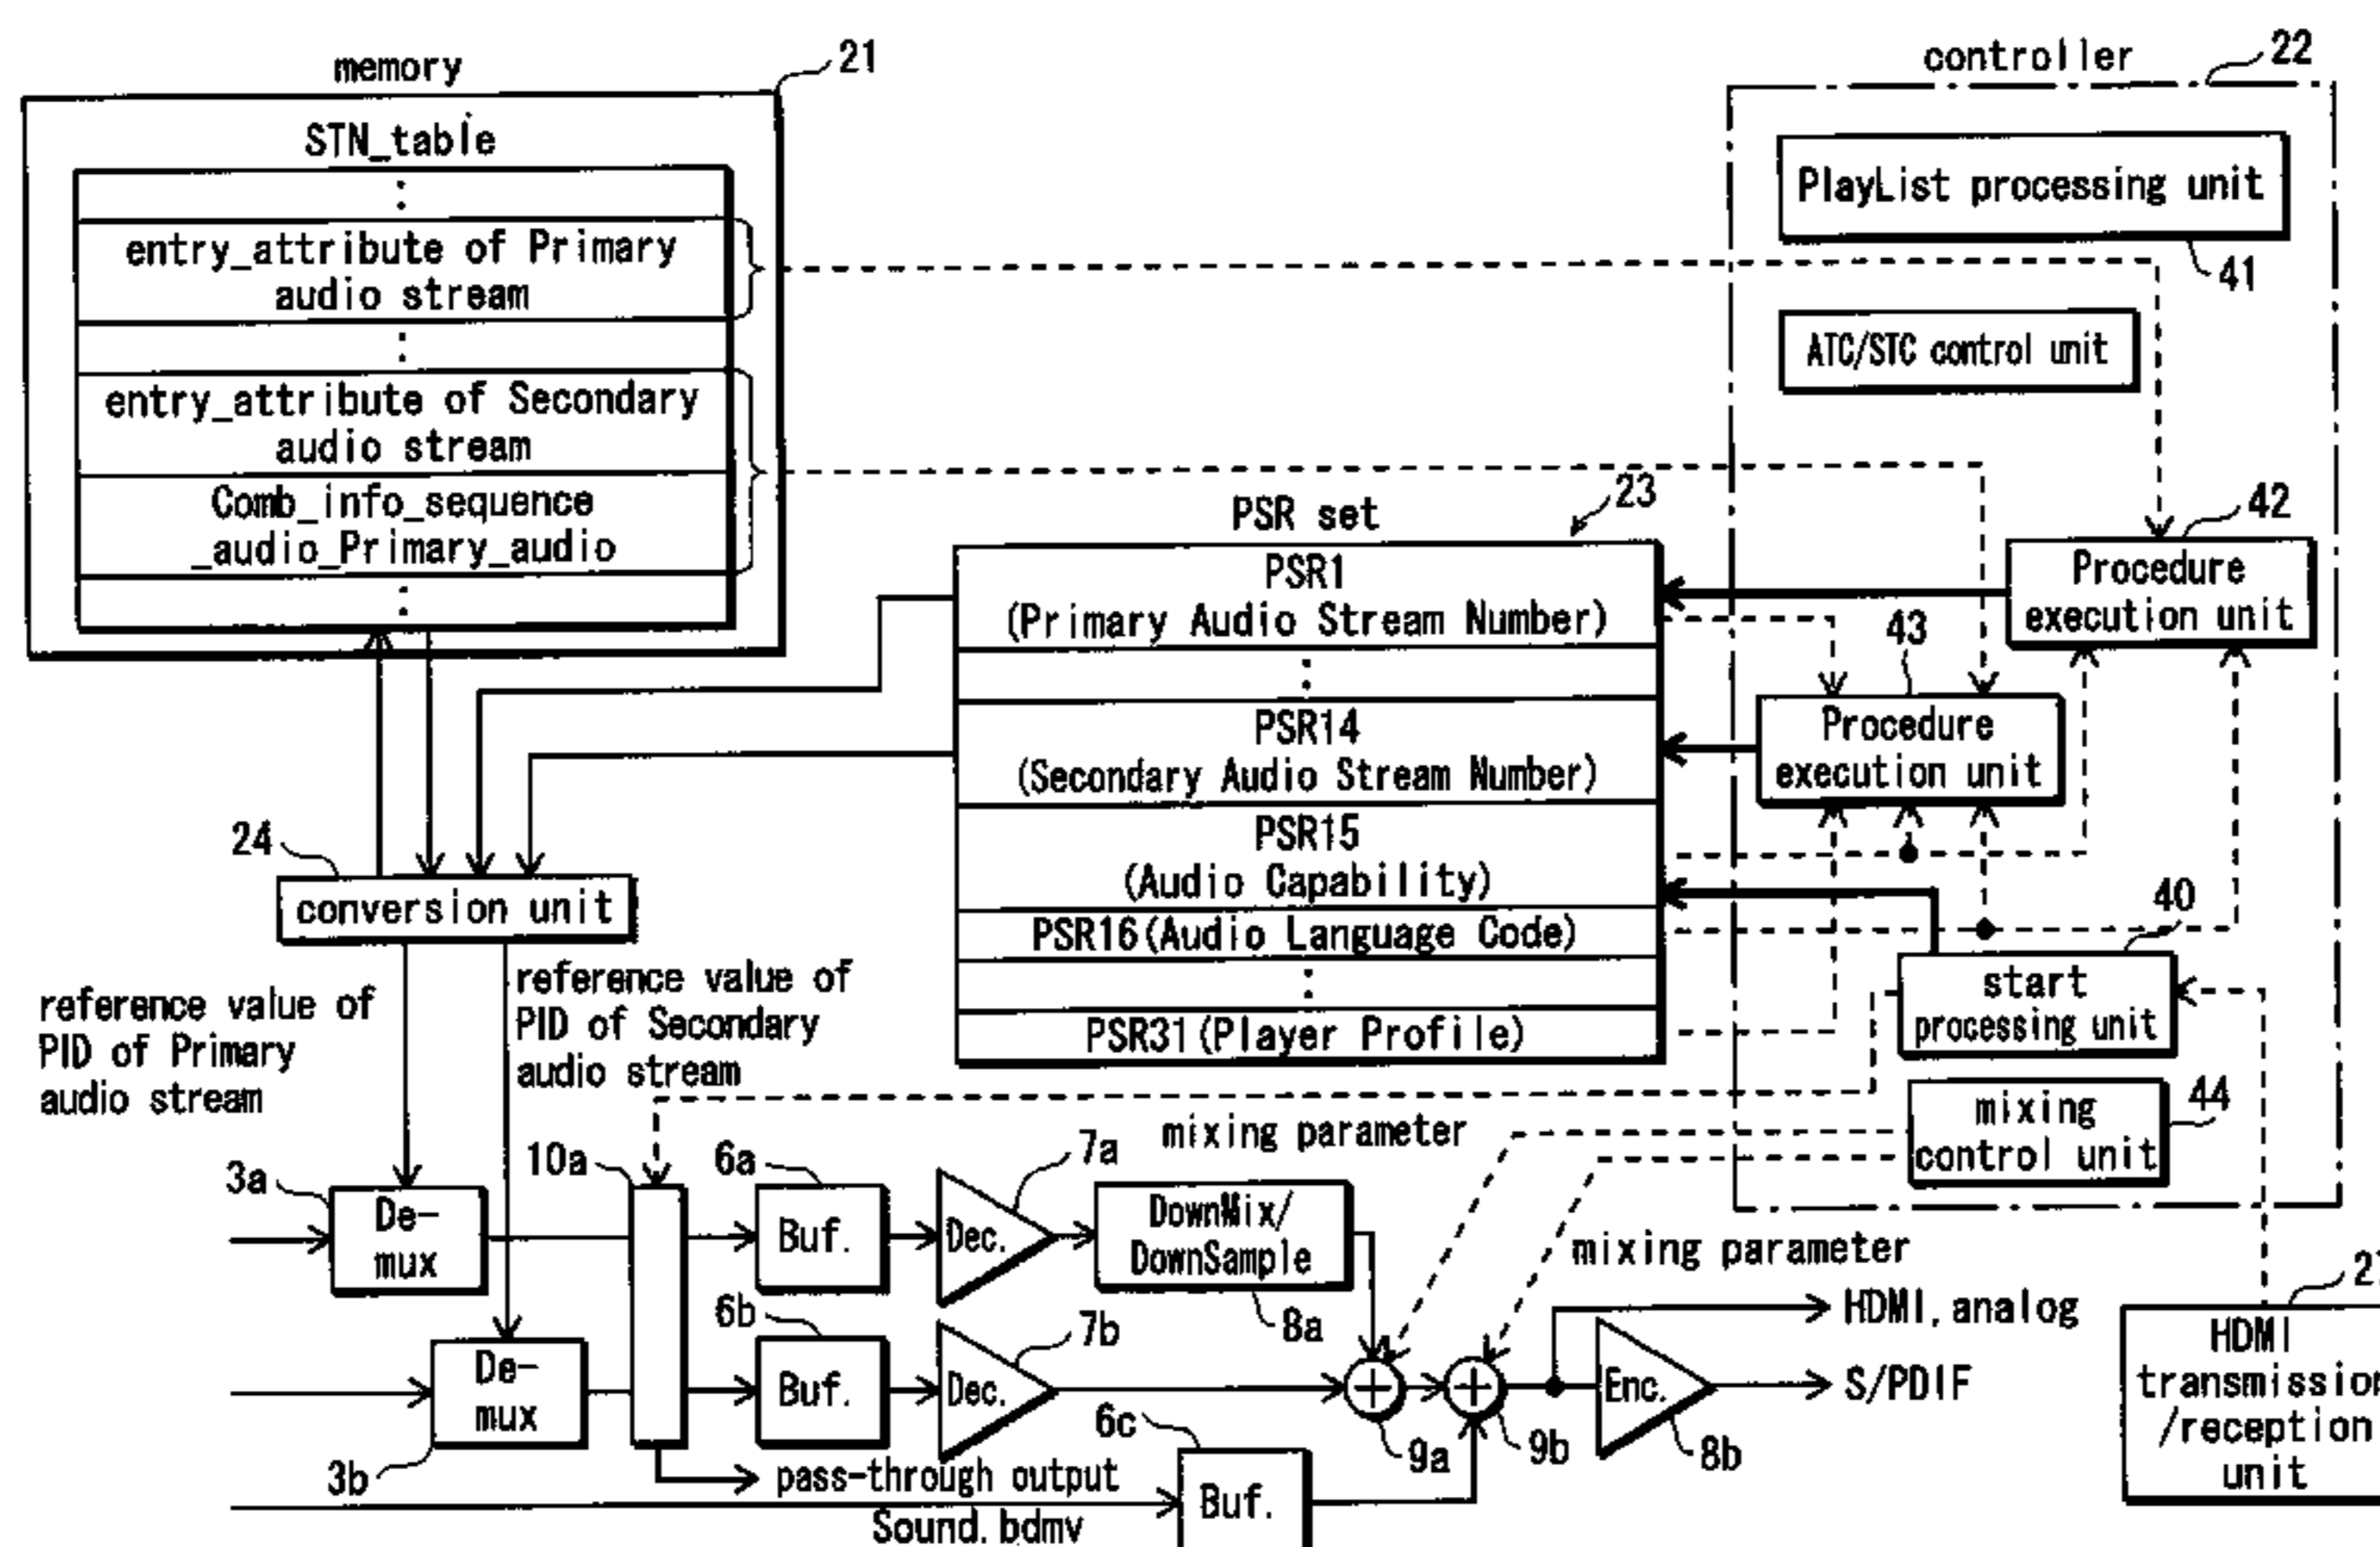 memory
21
STN_table
entry_attribute of Primary
audio stream
entry_attribute of Secondary
audio stream
Comb_info_sequence
_audio_Primary_audio
controller
22
PlayList processing unit
41
ATC/STC control unit
PSR set
23
PSR1
(Primary Audio Stream Number)
PSR14
(Secondary Audio Stream Number)
PSR15
(Audio Capability)
PSR16(Audio Language Code)
PSR31(Player Profile)
42
Procedure
execution unit
43
Procedure
execution unit
40
start
processing unit
mixing
control unit
44
24
conversion unit
reference value of
PID of Primary
audio stream
reference value of
PID of Secondary
audio stream
mixing parameter
mixing parameter
3a
De-
mux
10a
6a
Buf.
7a
Dec.
DownMix/
DownSample
8a
3b
De-
mux
6b
Buf.
7b
Dec.
9a
9b
Enc.
8b
HDMI, analog
S/PDIF
pass-through output
Sound.bdmv
6c
Buf.
HDMI
transmission
/reception
unit